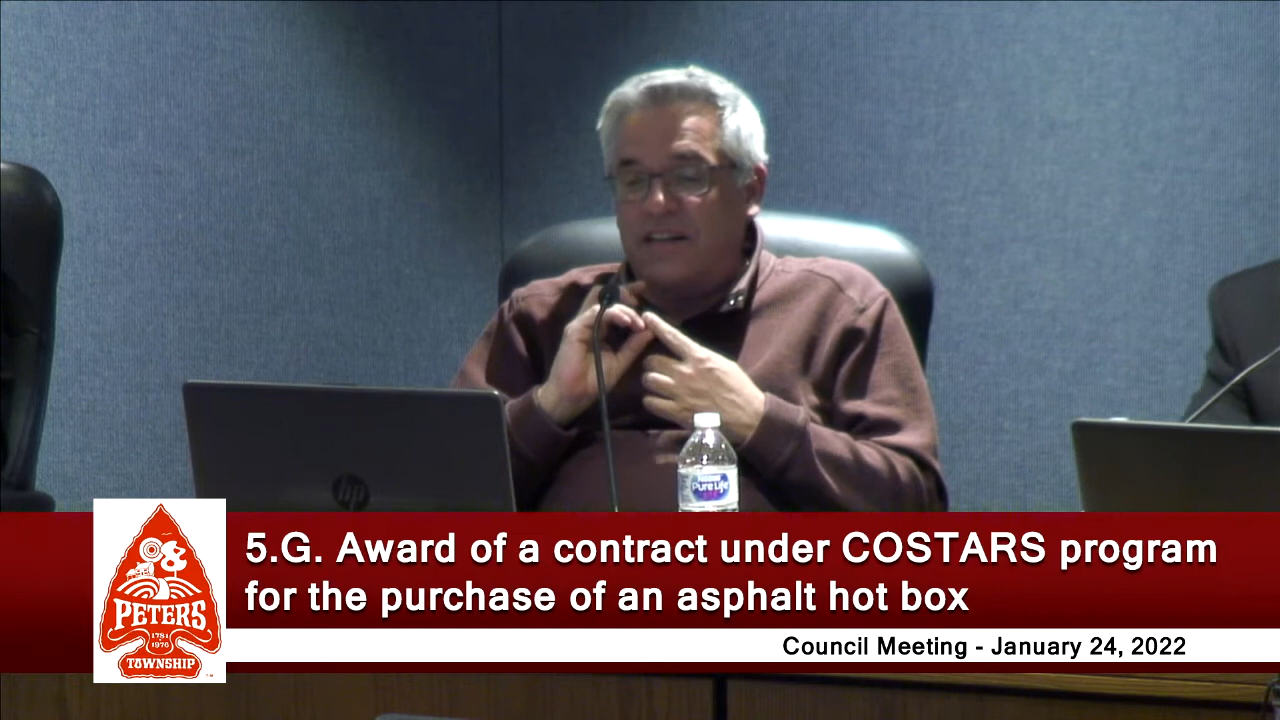 hp
Nestle
Pure Life
5.G. Award of a contract under COSTARS program
for the purchase of an asphalt hot box
PETERS
1781
1976
TOWNSHIP
Council Meeting - January 24, 2022